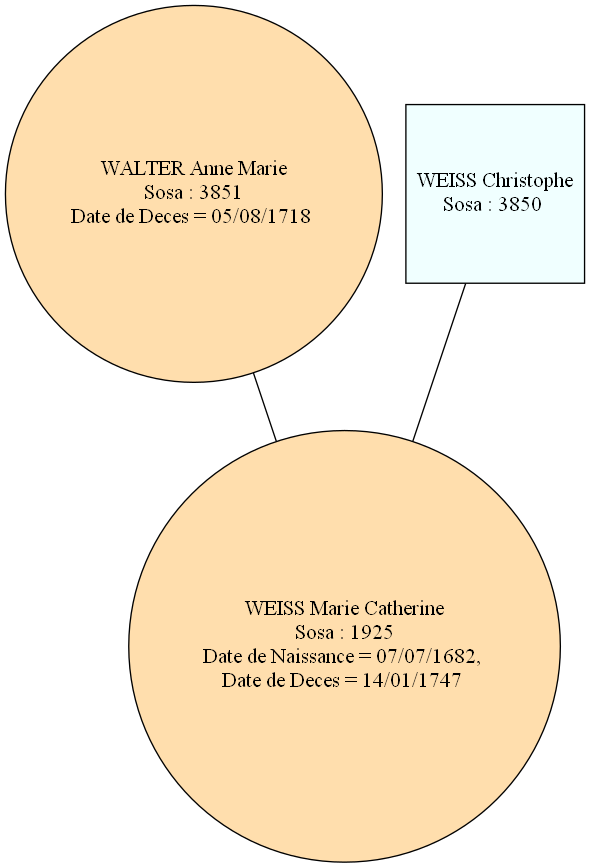 WALTER Anne Marie
Sosa : 3851
Date de Deces = 05/08/1718
WEISS Christophe
Sosa : 3850
WEISS Marie Catherine
Sosa : 1925
Date de Naissance = 07/07/1682,
Date de Deces = 14/01/1747